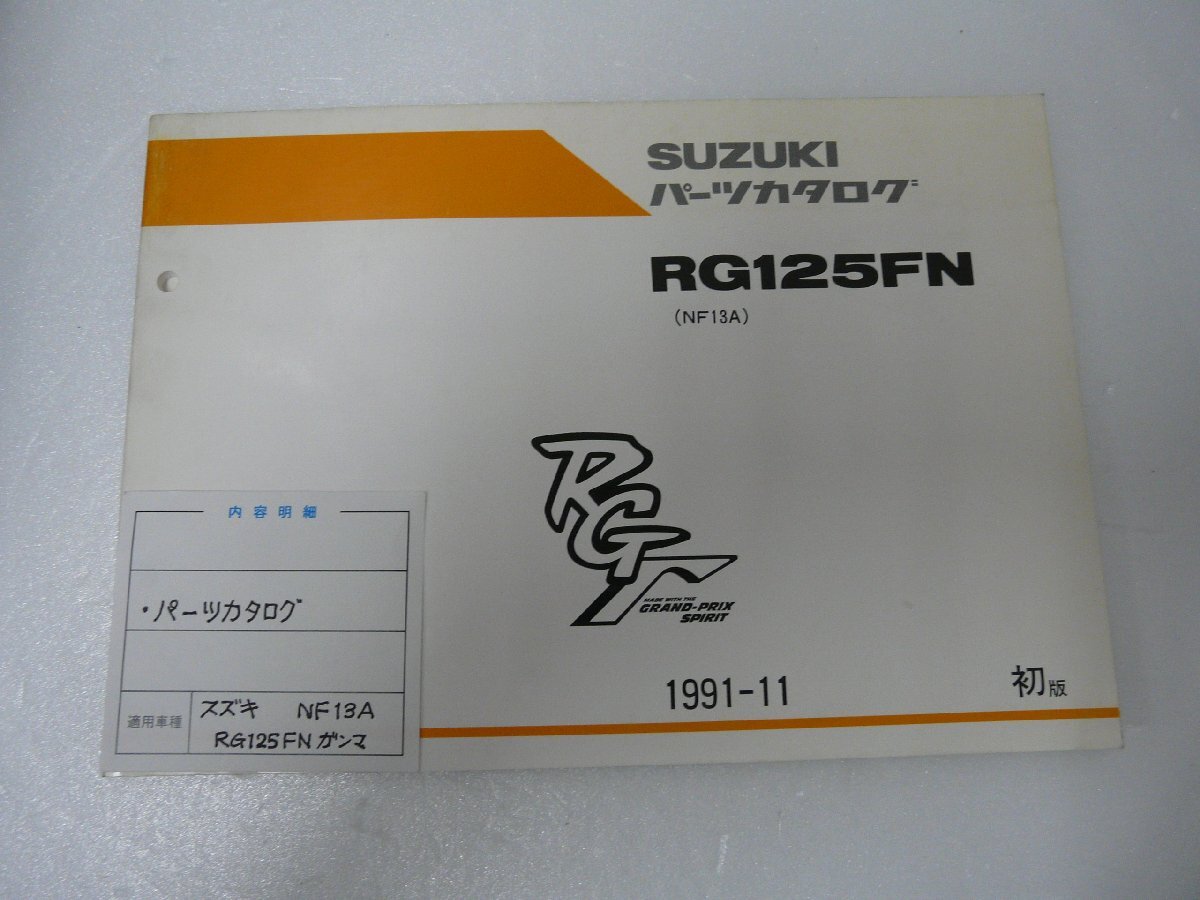 SUZUKI
パーツカタログ
RG125FN
(NF13A)
RGΓ
MADE WITH THE
GRAND-PRIX
SPIRIT
1991-11
初版
内容明細
・パーツカタログ
適用車種
スズキ NF13A
RG125FNガンマ